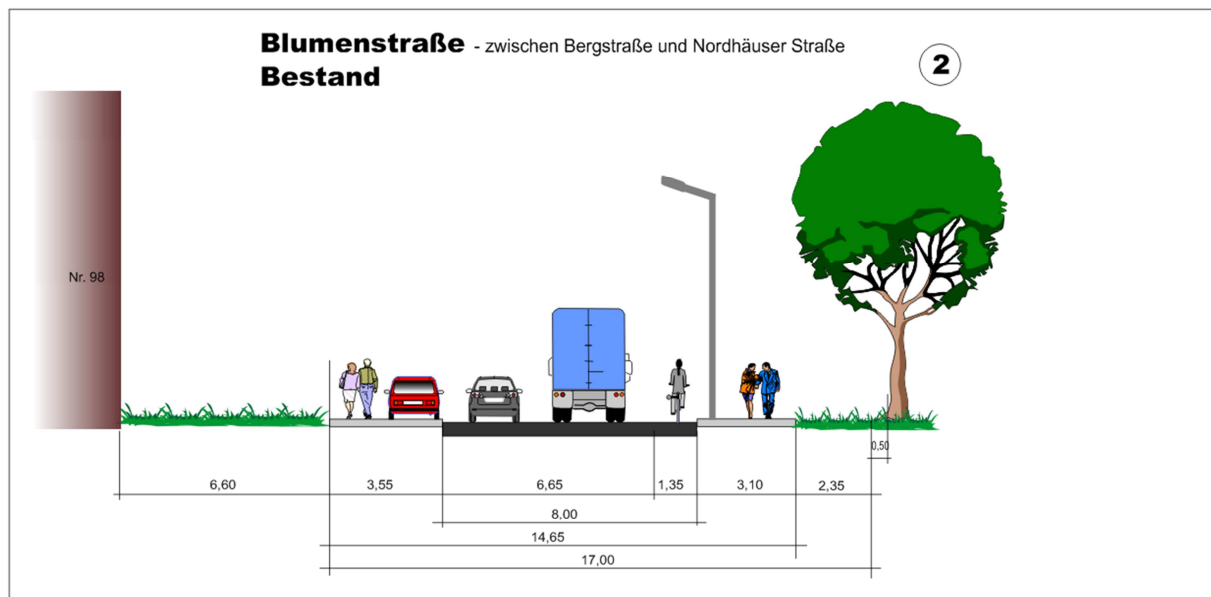 Blumenstraße - zwischen Bergstraße und Nordhäuser Straße
Bestand
2
Nr. 98
0,50
6,60 3,55 6,65 1,35 3,10 2,35
8,00
14,65
17,00